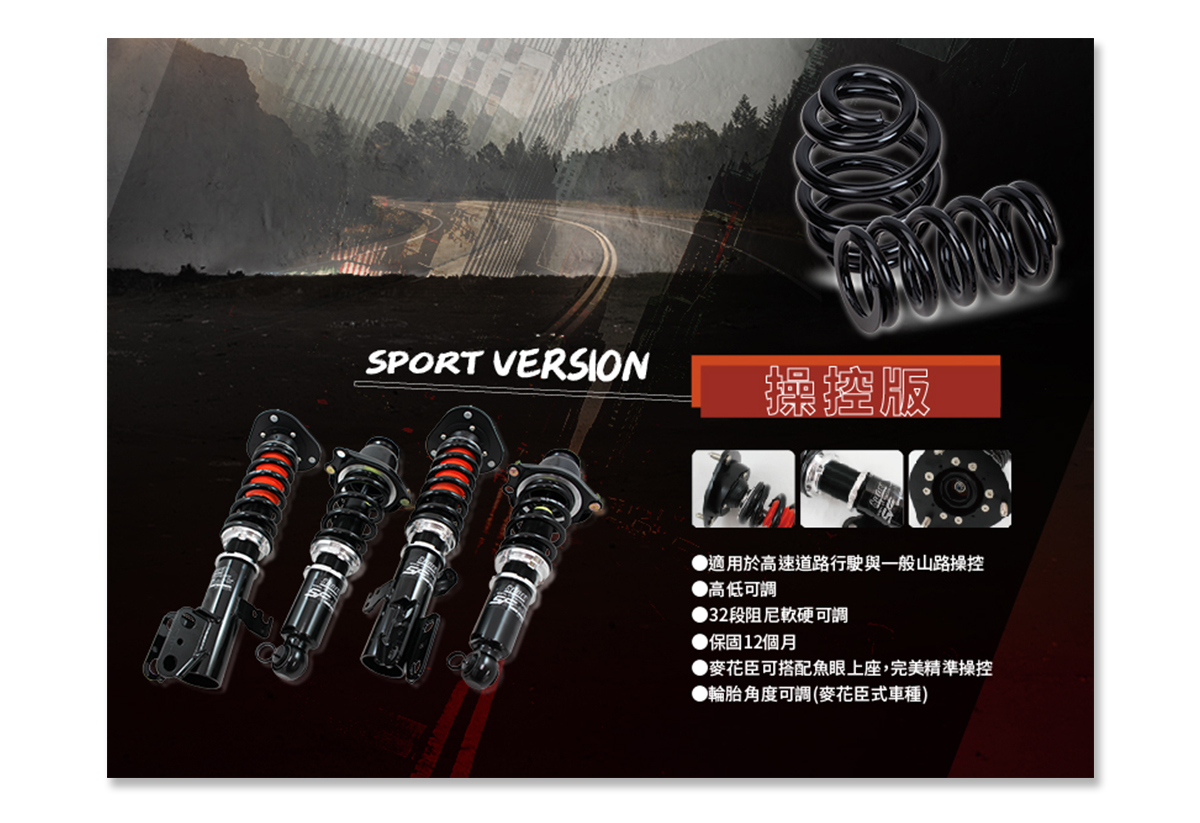 SPORT VERSION
操控版
●適用於高速道路行駛與一般山路操控
●高低可調
●32段阻尼軟硬可調
●保固12個月
●麥花臣可搭配魚眼上座,完美精準操控
●輪胎角度可調(麥花臣式車種)